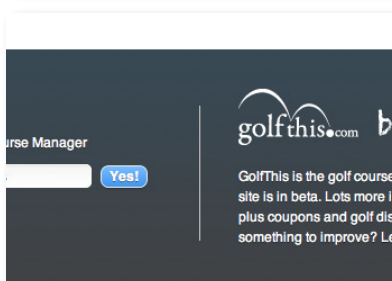 urse Manager
Yes!
golfthis.com b
GolfThis is the golf course
site is in beta. Lots more i
plus coupons and golf dis
something to improve? Le